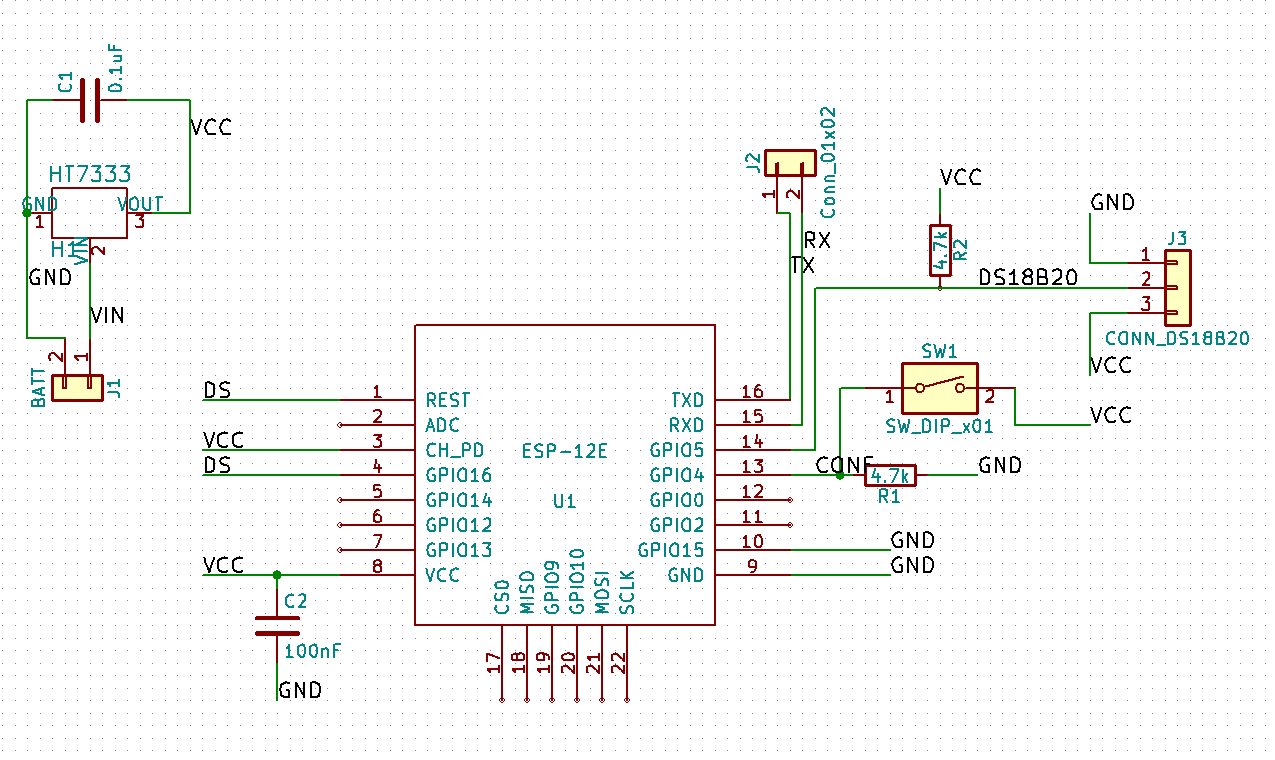 C1
0.1uF
VCC
HT7333
GND
VOUT
1
3
H1
VIN
2
GND
VIN
2
1
BATT
J1
J2
Conn_01x02
1
2
RX
TX
VCC
4.7k
R2
GND
J3
DS18B20
1
2
3
CONN_DS18B20
VCC
SW1
1
2
SW_DIP_x01
VCC
CONF
4.7k
R1
GND
DS
1
REST
2
ADC
VCC
3
CH_PD
DS
4
GPIO16
5
GPIO14
6
GPIO12
7
GPIO13
VCC
8
VCC
ESP-12E
U1
TXD
16
RXD
15
GPIO5
14
GPIO4
13
GPIO0
12
GPIO2
11
GPIO15
10
GND
GND
9
GND
CS0
MISO
GPIO9
GPIO10
MOSI
SCLK
17
18
19
20
21
22
C2
100nF
GND